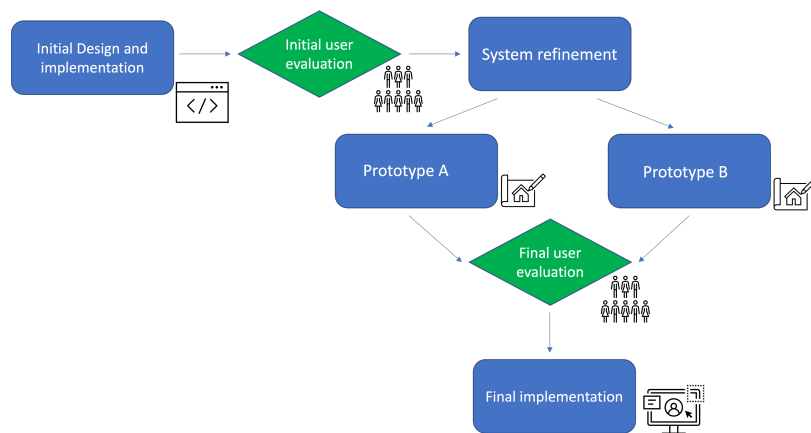 Initial Design and
implementation
Initial user
evaluation
System refinement
</>
Prototype A
Prototype B
Final user
evaluation
Final implementation